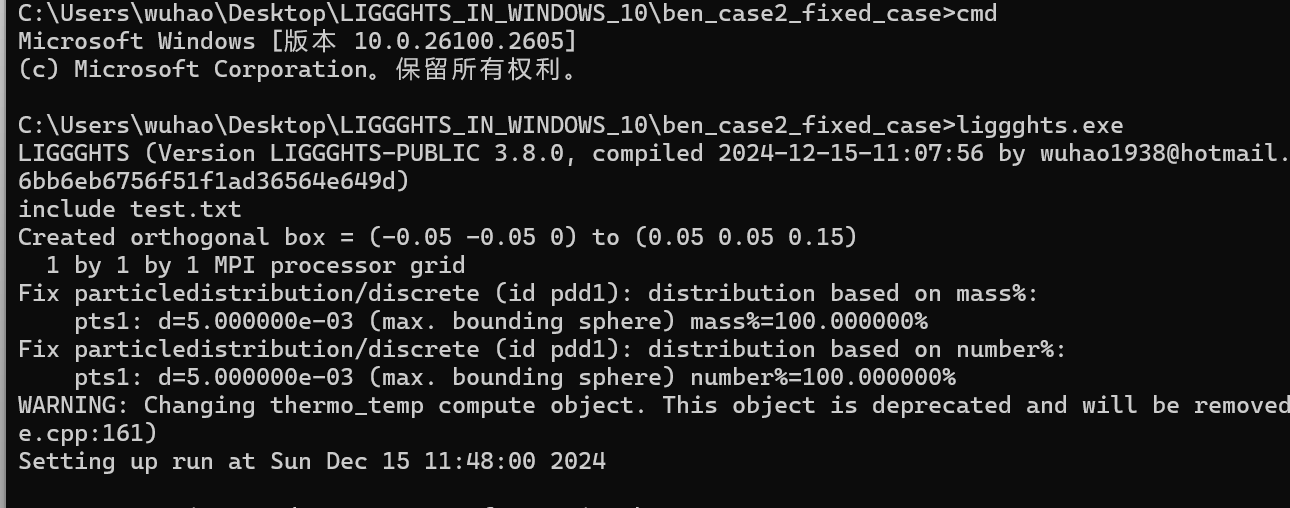 C:\Users\wuhao\Desktop\LIGGGHTS_IN_WINDOWS_10\ben_case2_fixed_case>cmd
Microsoft Windows [版本 10.0.26100.2605]
(c) Microsoft Corporation。保留所有权利。
C:\Users\wuhao\Desktop\LIGGGHTS_IN_WINDOWS_10\ben_case2_fixed_case>liggghts.exe
LIGGGHTS (Version LIGGGHTS-PUBLIC 3.8.0, compiled 2024-12-15-11:07:56 by wuhao1938@hotmail.
6bb6eb6756f51f1ad36564e649d)
include test.txt
Created orthogonal box = (-0.05 -0.05 0) to (0.05 0.05 0.15)
  1 by 1 by 1 MPI processor grid
Fix particledistribution/discrete (id pdd1): distribution based on mass%:
    pts1: d=5.000000e-03 (max. bounding sphere) mass%=100.000000%
Fix particledistribution/discrete (id pdd1): distribution based on number%:
    pts1: d=5.000000e-03 (max. bounding sphere) number%=100.000000%
WARNING: Changing thermo_temp compute object. This object is deprecated and will be removed
e.cpp:161)
Setting up run at Sun Dec 15 11:48:00 2024